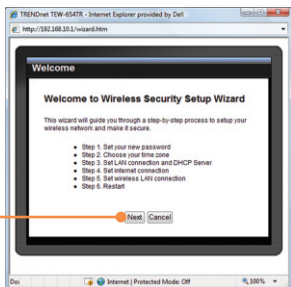 TRENDnet TEW-654TR - Internet Explorer provided by Dell
http://192.168.10.1/wizard.htm
Welcome
Welcome to Wireless Security Setup Wizard
This wizard will guide you through a step-by-step process to setup your
wireless network and make it secure.
Step 1. Set your new password
Step 2. Choose your time zone
Step 3. Set LAN connection and DHCP Server
Step 4. Set internet connection
Step 5. Set wireless LAN connection
Step 6. Restart
Next Cancel
Internet | Protected Mode: Off 100%